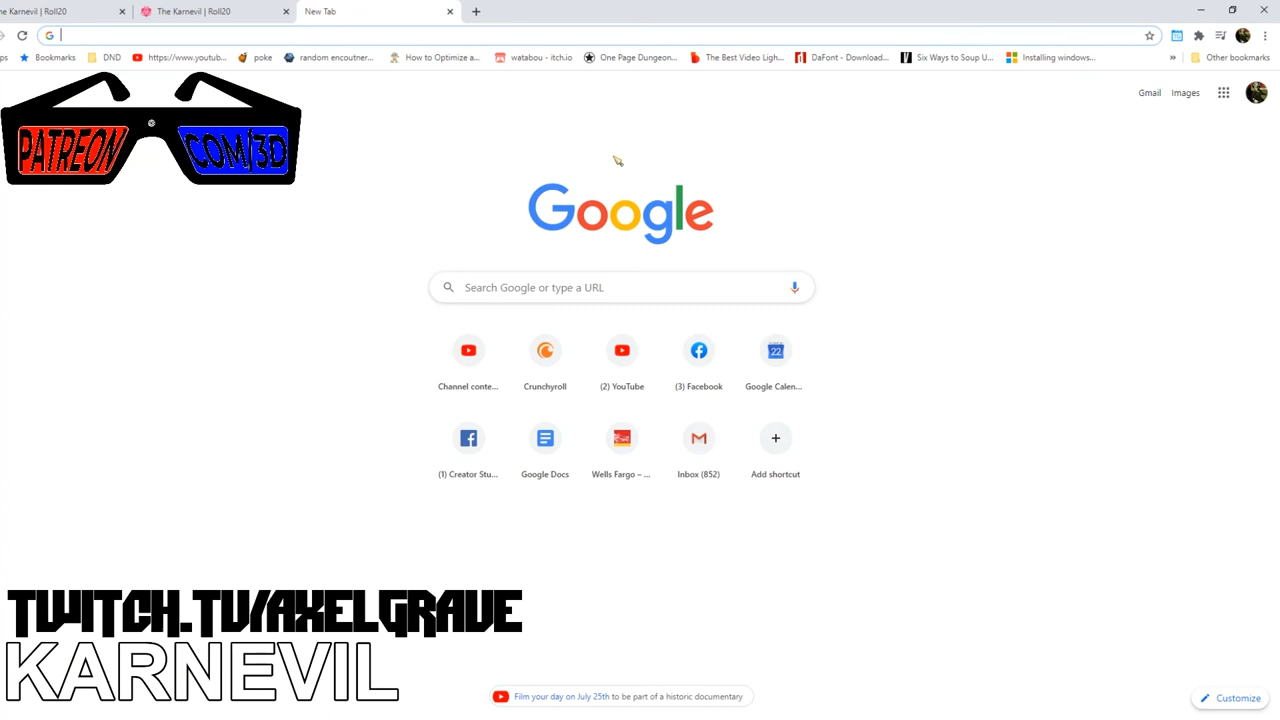 he Karnevil | Roll20
The Karnevil | Roll20
New Tab
ps
Bookmarks
DND
https://www.youtub...
poke
random encoutner...
How to Optimize a...
watabou - itch.io
One Page Dungeon...
The Best Video Ligh...
DaFont - Download...
Six Ways to Soup U...
Installing windows...
»
Other bookmarks
Gmail
Images
PATREON
COM/3D
Google
Search Google or type a URL
Channel conte...
Crunchyroll
(2) YouTube
(3) Facebook
22
Google Calen...
(1) Creator Stu...
Google Docs
Wells Fargo – ...
Inbox (852)
Add shortcut
TWITCH.TV/AXELGRAVE
KARNEVIL
Film your day on July 25th to be part of a historic documentary
Customize